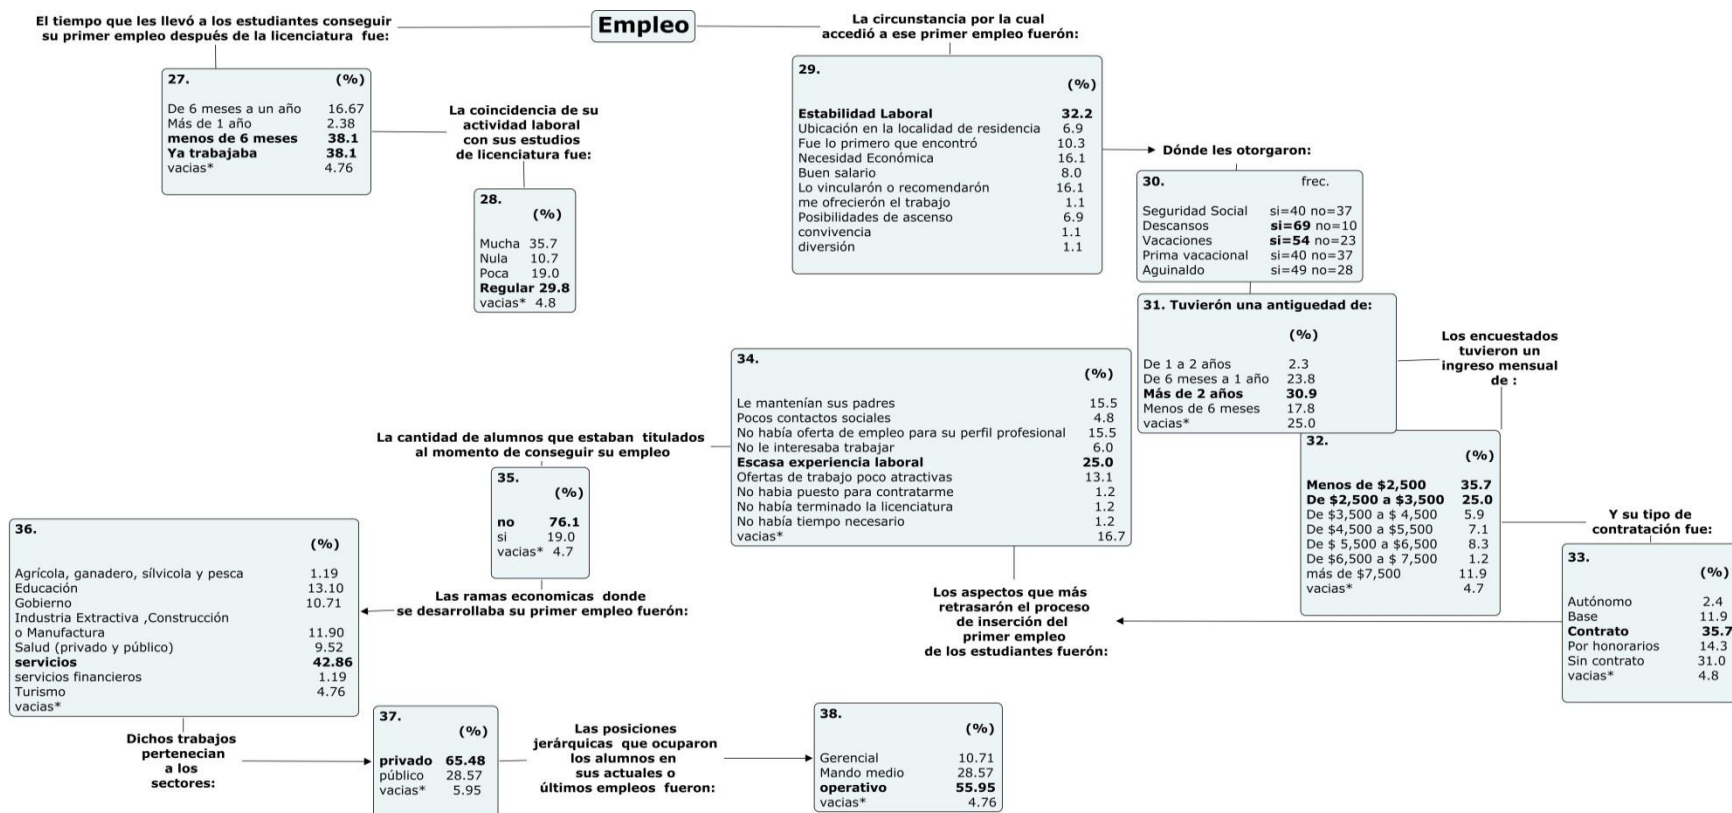 Empleo
El tiempo que les llevó a los estudiantes conseguir
su primer empleo después de la licenciatura fue:
27.
(%)
De 6 meses a un año 16.67
Más de 1 año 2.38
menos de 6 meses 38.1
Ya trabajaba 38.1
vacias* 4.76
La coincidencia de su
actividad laboral
con sus estudios
de licenciatura fue:
28.
(%)
Mucha 35.7
Nula 10.7
Poca 19.0
Regular 29.8
vacias* 4.8
La circunstancia por la cual
accedió a ese primer empleo fuerón:
29.
(%)
Estabilidad Laboral 32.2
Ubicación en la localidad de residencia 6.9
Fue lo primero que encontró 10.3
Necesidad Económica 16.1
Buen salario 8.0
Lo vincularón o recomendarón 16.1
me ofrecierón el trabajo 1.1
Posibilidades de ascenso 6.9
convivencia 1.1
diversión 1.1
Dónde les otorgaron:
30. frec.
Seguridad Social si=40 no=37
Descansos si=69 no=10
Vacaciones si=54 no=23
Prima vacacional si=40 no=37
Aguinaldo si=49 no=28
31. Tuvierón una antiguedad de:
(%)
De 1 a 2 años 2.3
De 6 meses a 1 año 23.8
Más de 2 años 30.9
Menos de 6 meses 17.8
vacias* 25.0
Los encuestados
tuvieron un
ingreso mensual
de :
32.
(%)
Menos de $2,500 35.7
De $2,500 a $3,500 25.0
De $3,500 a $ 4,500 5.9
De $4,500 a $5,500 7.1
De $ 5,500 a $6,500 8.3
De $6,500 a $ 7,500 1.2
más de $7,500 11.9
vacias* 4.7
Y su tipo de
contratación fue:
33.
(%)
Autónomo 2.4
Base 11.9
Contrato 35.7
Por honorarios 14.3
Sin contrato 31.0
vacias* 4.8
Los aspectos que más
retrasarón el proceso
de inserción del
primer empleo
de los estudiantes fuerón:
34.
(%)
Le mantenían sus padres 15.5
Pocos contactos sociales 4.8
No había oferta de empleo para su perfil profesional 15.5
No le interesaba trabajar 6.0
Escasa experiencia laboral 25.0
Ofertas de trabajo poco atractivas 13.1
No habia puesto para contratarme 1.2
No había terminado la licenciatura 1.2
No había tiempo necesario 1.2
vacias* 16.7
La cantidad de alumnos que estaban titulados
al momento de conseguir su empleo
35.
(%)
no 76.1
si 19.0
vacias* 4.7
Las ramas economicas donde
se desarrollaba su primer empleo fuerón:
36.
(%)
Agrícola, ganadero, sílvicola y pesca 1.19
Educación 13.10
Gobierno 10.71
Industria Extractiva ,Construcción
o Manufactura 11.90
Salud (privado y público) 9.52
servicios 42.86
servicios financieros 1.19
Turismo 4.76
vacias*
Dichos trabajos
pertenecian
a los
sectores:
37.
(%)
privado 65.48
público 28.57
vacias* 5.95
Las posiciones
jerárquicas que ocuparon
los alumnos en
sus actuales o
últimos empleos fueron:
38.
(%)
Gerencial 10.71
Mando medio 28.57
operativo 55.95
vacias* 4.76